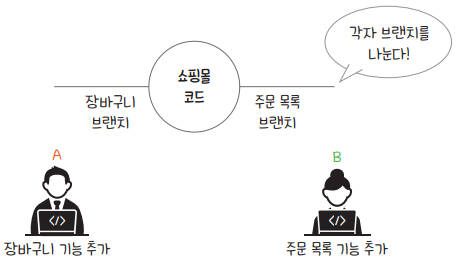 각자 브랜치를
나눈다!
쇼핑몰
코드
장바구니
브랜치
주문 목록
브랜치
A
B
</>
</>
장바구니 기능 추가
주문 목록 기능 추가